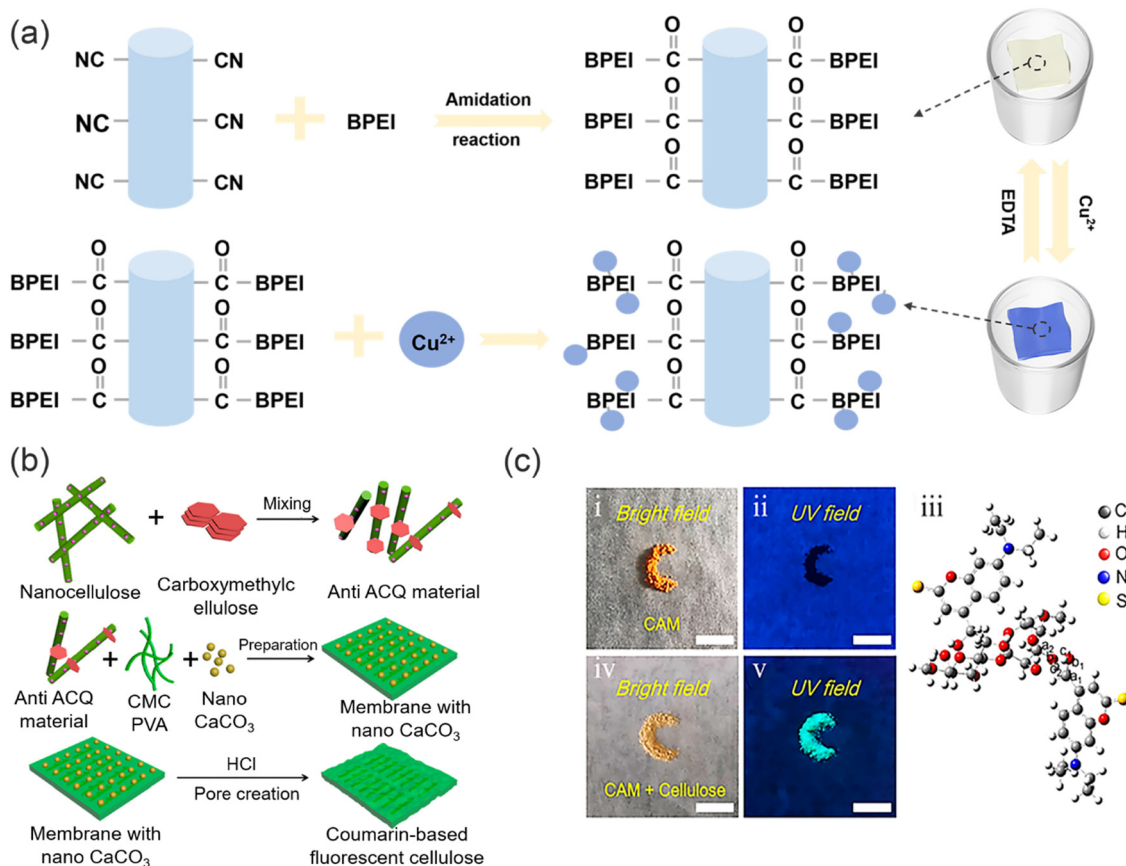 (a)
NC
CN
NC
CN
NC
CN
BPEI
Amidation
reaction
O
O
BPEI
C
C
BPEI
O
O
BPEI
C
C
BPEI
O
O
BPEI
C
C
BPEI
EDTA
Cu²⁺
O
O
BPEI
C
C
BPEI
O
O
BPEI
C
C
BPEI
O
O
BPEI
C
C
BPEI
Cu²⁺
O
O
BPEI
C
C
BPEI
O
O
BPEI
C
C
BPEI
O
O
BPEI
C
C
BPEI
(b)
Mixing
Nanocellulose
Carboxymethylc
ellulose
Anti ACQ material
Preparation
Anti ACQ
material
CMC
PVA
Nano
CaCO₃
Membrane with
nano CaCO₃
HCl
Pore creation
Membrane with
nano CaCO₃
Coumarin-based
fluorescent cellulose
(c)
i
Bright field
CAM
ii
UV field
iii
C
H
O
N
S
iv
Bright field
CAM + Cellulose
v
UV field